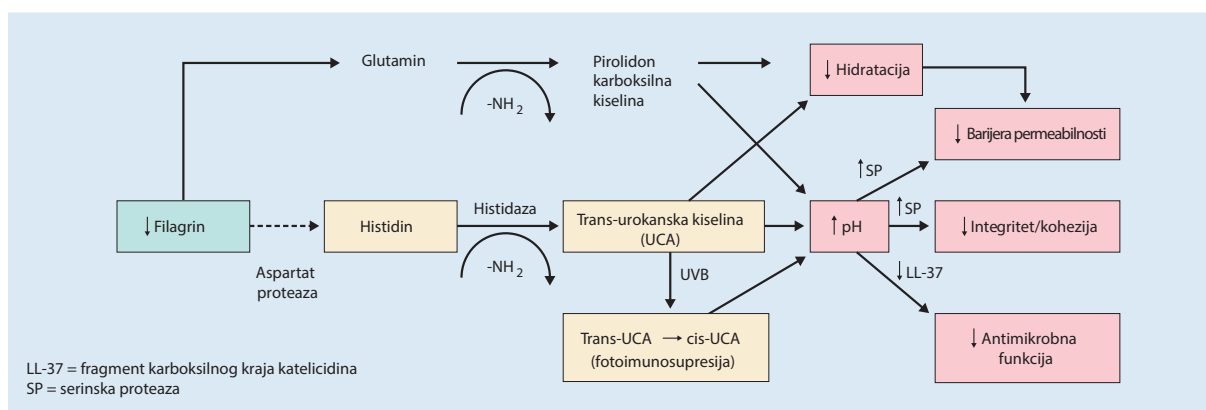 Glutamin
-NH2
Pirolidon
karboksilna
kiselina
↓ Hidratacija
↓ Barijera permeabilnosti
↑SP
↓ Filagrin
Aspartat
proteaza
Histidin
Histidaza
-NH2
Trans-urokanska kiselina
(UCA)
↑ pH
↑SP
↓ Integritet/kohezija
UVB
↓LL-37
Trans-UCA → cis-UCA
(fotoimunosupresija)
↓ Antimikrobna
funkcija
LL-37 = fragment karboksilnog kraja katelicidina
SP = serinska proteaza